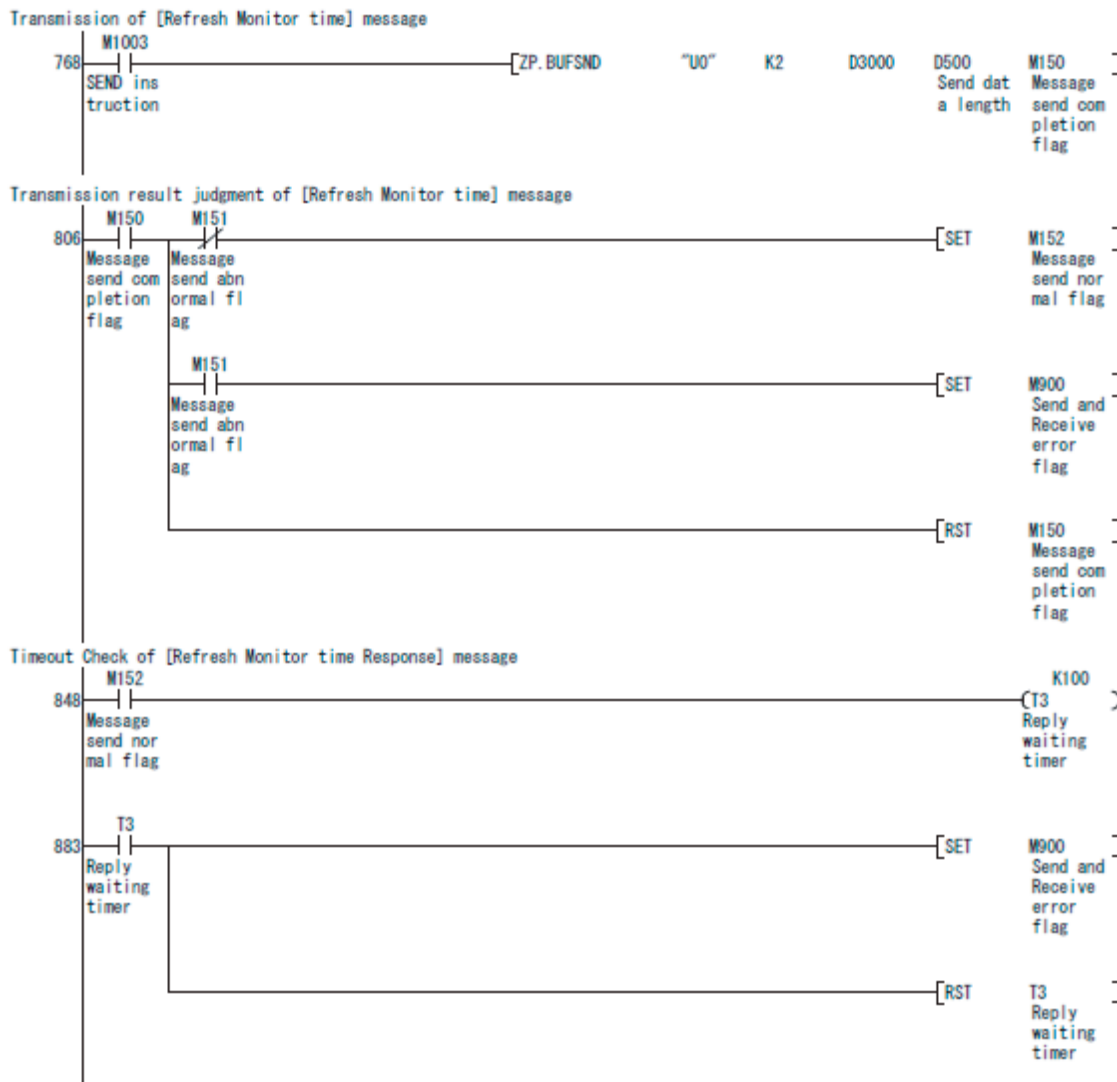 Transmission of [Refresh Monitor time] message
M1003
768 [ZP.BUFSND "U0" K2 D3000 D500 M150 ]
SEND ins Send dat Message
truction a length send com
pletion
flag
Transmission result judgment of [Refresh Monitor time] message
M150 M151
806 [SET M152 ]
Message Message Message
send com send abn send nor
pletion ormal fl mal flag
flag ag
M151
[SET M900 ]
Message Send and
send abn Receive
ormal fl error
ag flag
[RST M150 ]
Message
send com
pletion
flag
Timeout Check of [Refresh Monitor time Response] message
M152 K100
848 (T3 )
Message Reply
send nor waiting
mal flag timer
T3
883 [SET M900 ]
Reply Send and
waiting Receive
timer error
flag
[RST T3 ]
Reply
waiting
timer